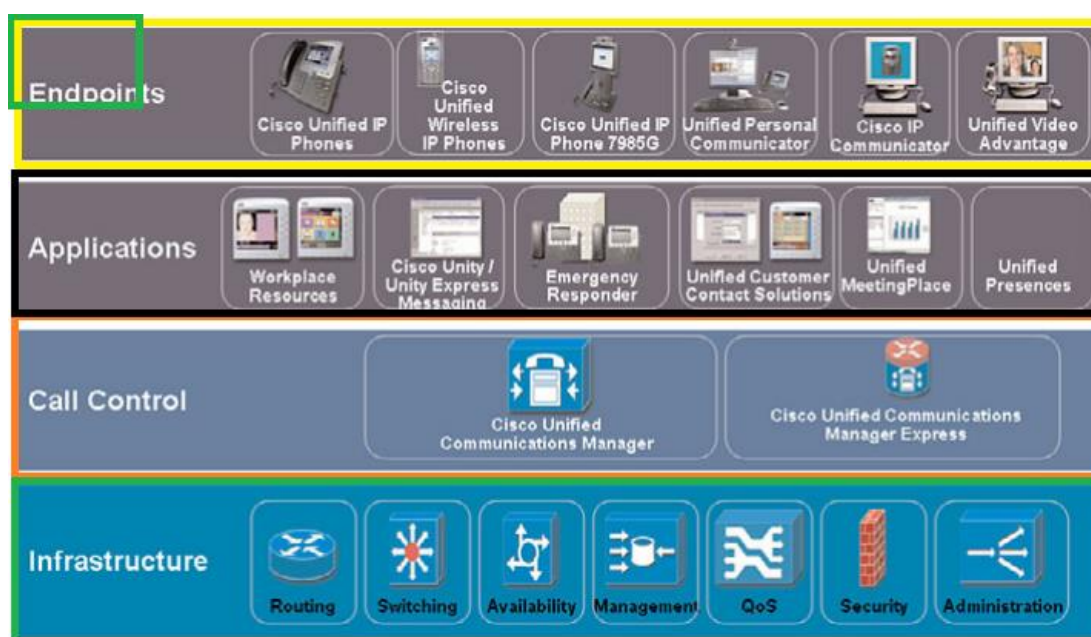 Endpoints
Cisco Unified IP
Phones
Cisco
Unified
Wireless
IP Phones
Cisco Unified IP
Phone 7985G
Unified Personal
Communicator
Cisco IP
Communicator
Unified Video
Advantage
Applications
Workplace
Resources
Cisco Unity /
Unity Express
Messaging
Emergency
Responder
Unified Customer
Contact Solutions
Unified
MeetingPlace
Unified
Presences
Call Control
Cisco Unified
Communications Manager
Cisco Unified Communications
Manager Express
Infrastructure
Routing
Switching
Availability
Management
QoS
Security
Administration